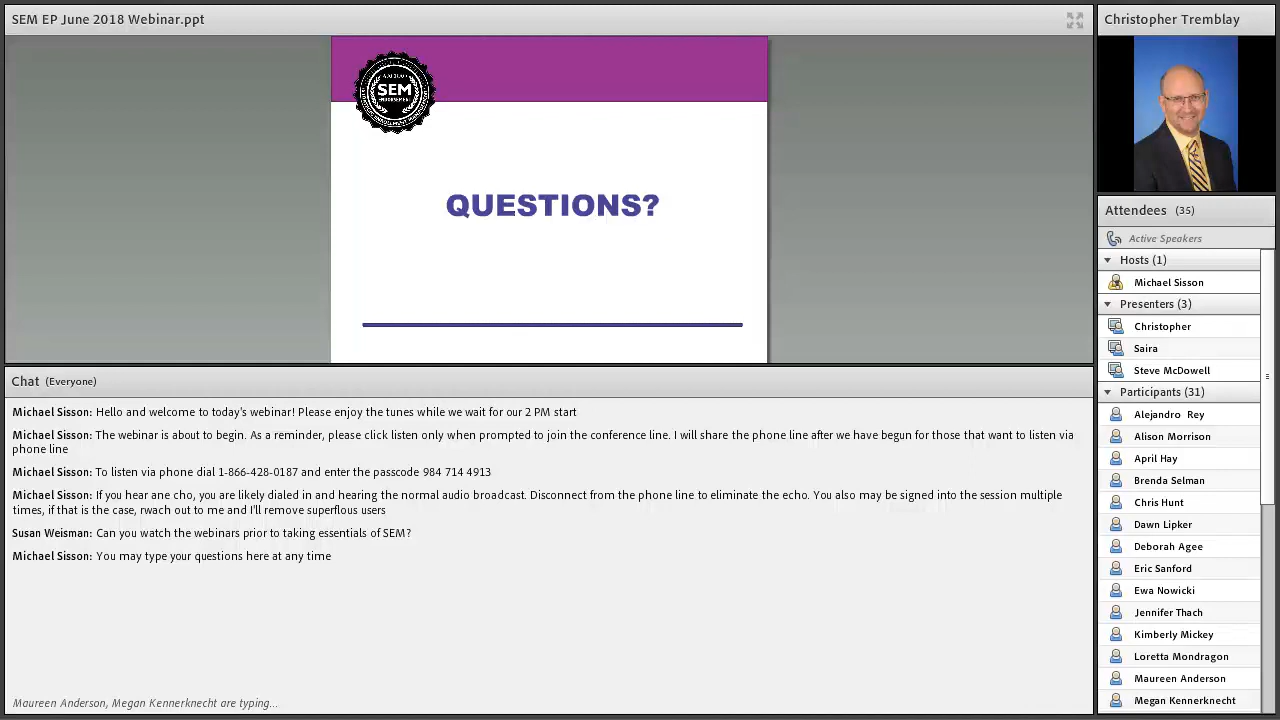 SEM EP June 2018 Webinar.ppt
SEM
QUESTIONS?
Chat (Everyone)
Michael Sisson: Hello and welcome to today's webinar! Please enjoy the tunes while we wait for our 2 PM start
Michael Sisson: The webinar is about to begin. As a reminder, please click listen only when prompted to join the conference line. I will share the phone line after we have begun for those that want to listen via
phone line
Michael Sisson: To listen via phone dial 1-866-428-0187 and enter the passcode 984 714 4913
Michael Sisson: If you hear ane cho, you are likely dialed in and hearing the normal audio broadcast. Disconnect from the phone line to eliminate the echo. You also may be signed into the session multiple
times, if that is the case, rwach out to me and I'll remove superflous users
Susan Weisman: Can you watch the webinars prior to taking essentials of SEM?
Michael Sisson: You may type your questions here at any time
Maureen Anderson, Megan Kennerknecht are typing...
Christopher Tremblay
Attendees (35)
Active Speakers
Hosts (1)
Michael Sisson
Presenters (3)
Christopher
Saira
Steve McDowell
Participants (31)
Alejandro Rey
Alison Morrison
April Hay
Brenda Selman
Chris Hunt
Dawn Lipker
Deborah Agee
Eric Sanford
Ewa Nowicki
Jennifer Thach
Kimberly Mickey
Loretta Mondragon
Maureen Anderson
Megan Kennerknecht